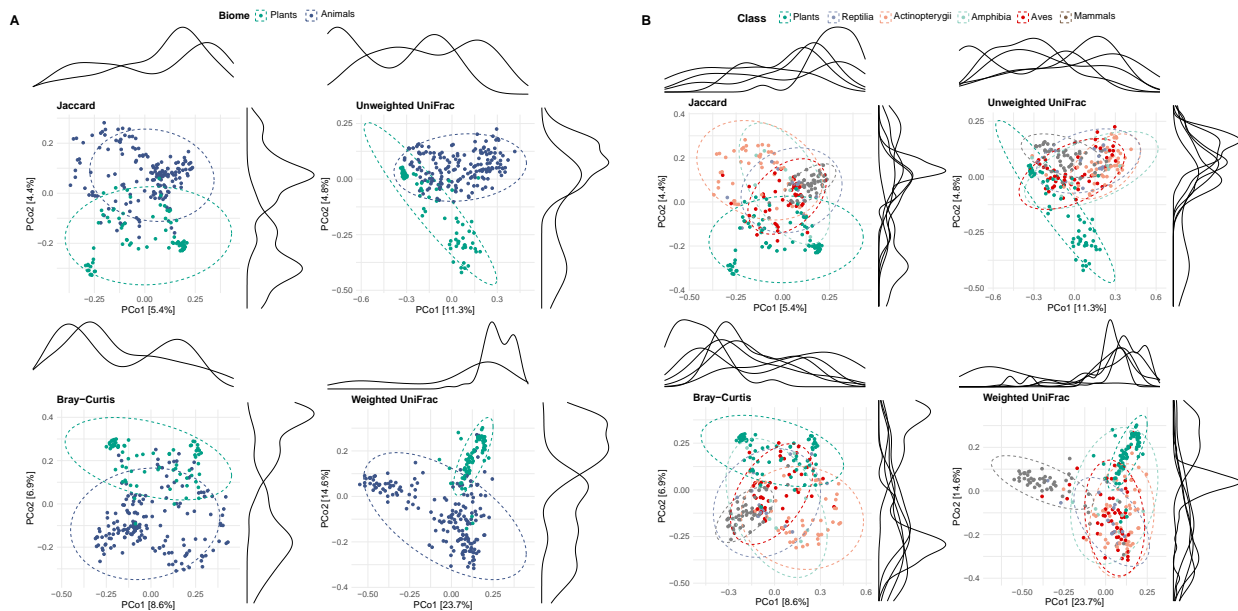 A
Biome Plants Animals
Jaccard
0.2
0.0
−0.2
PCo2 [4.4%]
−0.25 0.00 0.25
PCo1 [5.4%]
Unweighted UniFrac
0.25
0.00
−0.25
−0.50
PCo2 [4.8%]
−0.6 −0.3 0.0 0.3
PCo1 [11.3%]
Bray−Curtis
0.4
0.2
0.0
−0.2
PCo2 [6.9%]
−0.50 −0.25 0.00 0.25 0.50
PCo1 [8.6%]
Weighted UniFrac
0.2
0.0
−0.2
−0.4
PCo2 [14.6%]
−0.50 −0.25 0.00 0.25
PCo1 [23.7%]
B
Class Plants Reptilia Actinopterygii Amphibia Aves Mammals
Jaccard
0.4
0.2
0.0
−0.2
−0.4
PCo2 [4.4%]
−0.50 −0.25 0.00 0.25
PCo1 [5.4%]
Unweighted UniFrac
0.25
0.00
−0.25
−0.50
PCo2 [4.8%]
−0.6 −0.3 0.0 0.3 0.6
PCo1 [11.3%]
Bray−Curtis
0.50
0.25
0.00
−0.25
−0.50
PCo2 [6.9%]
−0.3 0.0 0.3 0.6
PCo1 [8.6%]
Weighted UniFrac
0.2
0.0
−0.2
−0.4
PCo2 [14.6%]
−0.50 −0.25 0.00 0.25
PCo1 [23.7%]